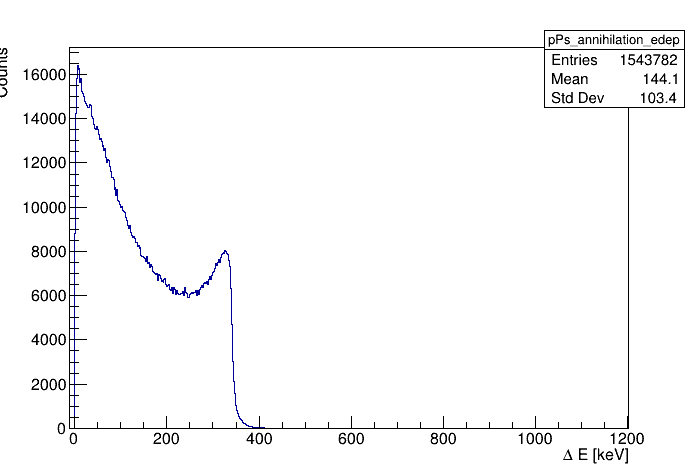 pPs_annihilation_edep
Entries 1543782
Mean 144.1
Std Dev 103.4
Counts
16000
14000
12000
10000
8000
6000
4000
2000
0
0 200 400 600 800 1000 1200
Δ E [keV]